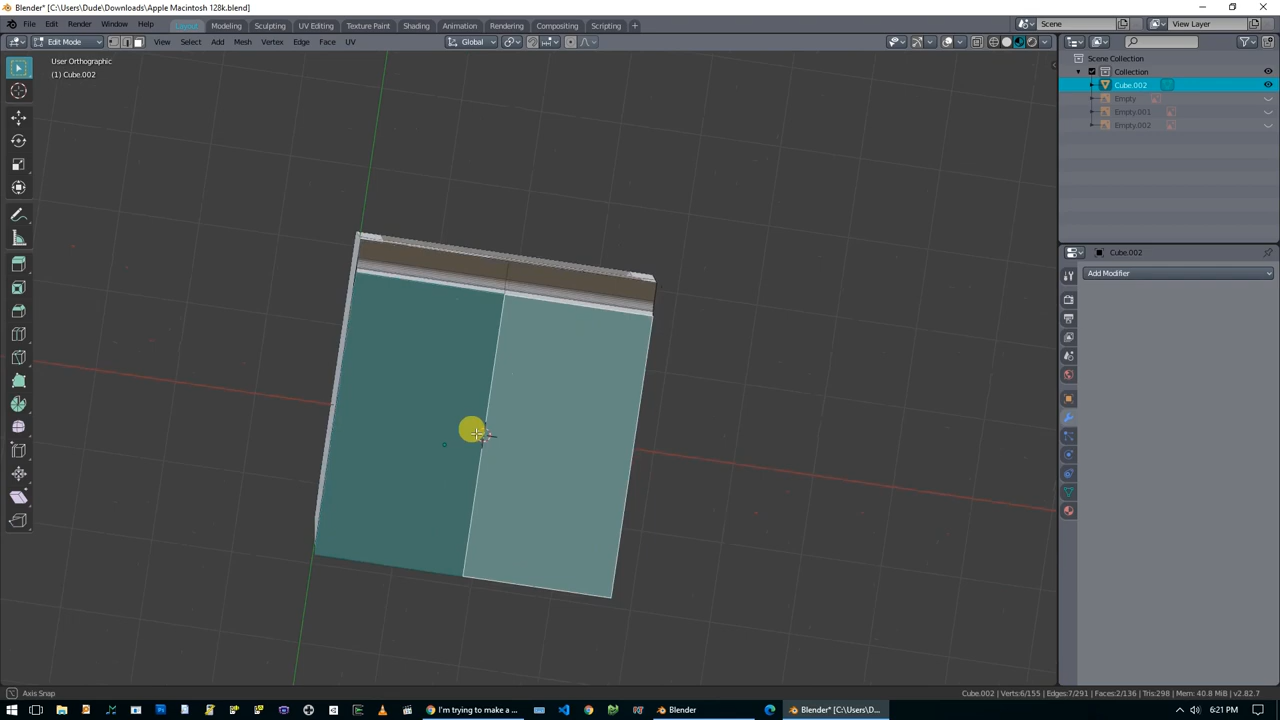 Blender* [C:\Users\Dude\Downloads\Apple Macintosh 128k.blend]
File Edit Render Window Help Layout Modeling Sculpting UV Editing Texture Paint Shading Animation Rendering Compositing Scripting + Scene View Layer
Edit Mode View Select Add Mesh Vertex Edge Face UV Global
User Orthographic
(1) Cube.002
Scene Collection
Collection
Cube.002
Empty
Empty.001
Empty.002
Cube.002
Add Modifier
Axis Snap
Cube.002 | Verts:6/155 | Edges:7/291 | Faces:2/136 | Tris:298 | Mem: 40.8 MiB | v2.82.7
I'm trying to make a ... Blender Blender* [C:\Users\D... 6:21 PM